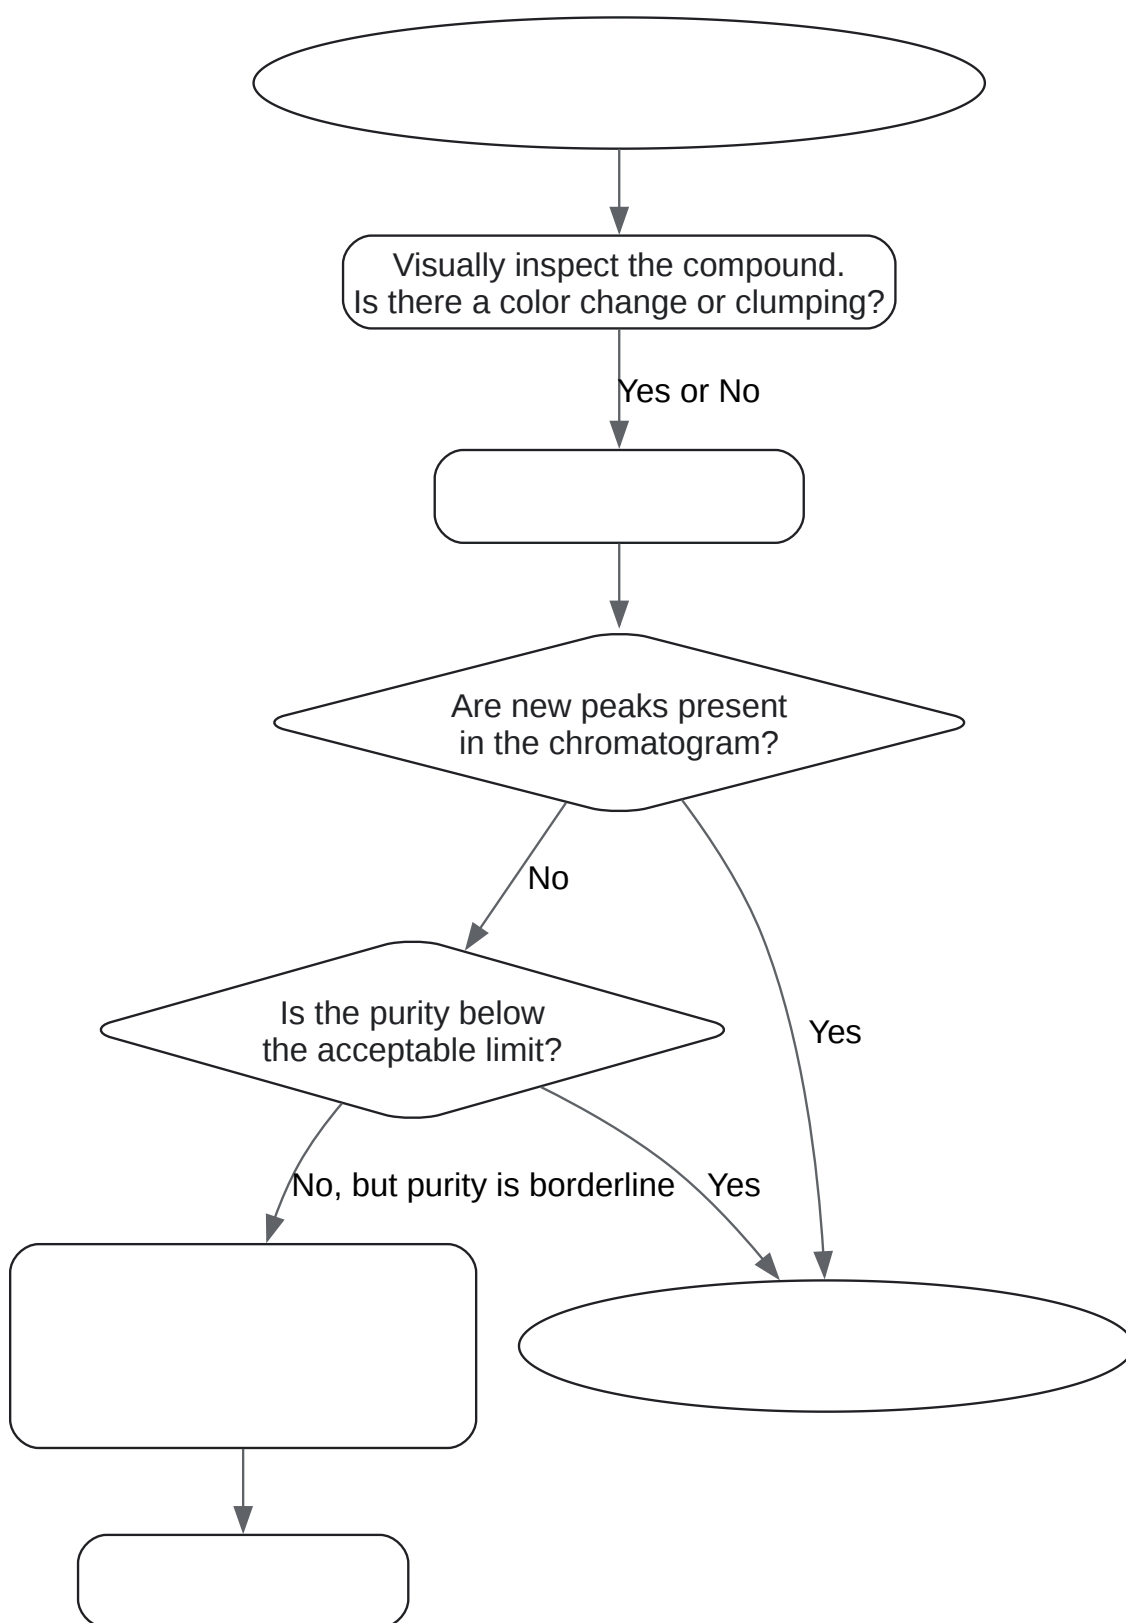 Visually inspect the compound.
Is there a color change or clumping?
Yes or No
Are new peaks present
in the chromatogram?
No
Is the purity below
the acceptable limit?
Yes
No, but purity is borderline
Yes